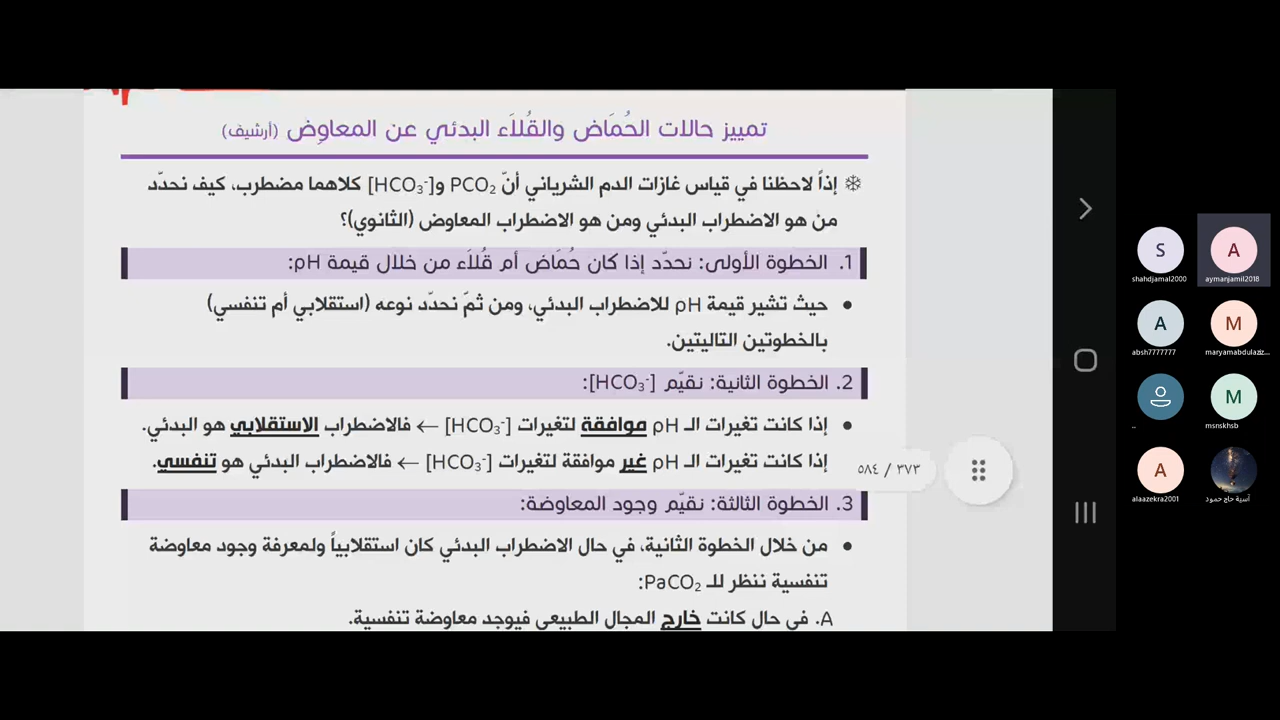 تمييز حالات الحُمَاض والقُلاَء البدئي عن المعاوِض (أرشيف)
❄ إذاً لاحظنا في قياس غازات الدم الشرياني أنّ PCO₂ و[HCO₃⁻] كلاهما مضطرب، كيف نحدّد
من هو الاضطراب البدئي ومن هو الاضطراب المعاوض (الثانوي)؟
1. الخطوة الأولى: نحدّد إذا كان حُمَاض أم قُلاَء من خلال قيمة pH:
• حيث تشير قيمة pH للاضطراب البدئي، ومن ثمّ نحدّد نوعه (استقلابي أم تنفسي)
بالخطوتين التاليتين.
2. الخطوة الثانية: نقيّم [HCO₃⁻]:
• إذا كانت تغيرات الـ pH موافقة لتغيرات [HCO₃⁻] ← فالاضطراب الاستقلابي هو البدئي.
إذا كانت تغيرات الـ pH غير موافقة لتغيرات [HCO₃⁻] ← فالاضطراب البدئي هو تنفسي.
٣٧٣ / ٥٨٤
3. الخطوة الثالثة: نقيّم وجود المعاوضة:
• من خلال الخطوة الثانية، في حال الاضطراب البدئي كان استقلابياً ولمعرفة وجود معاوضة
تنفسية ننظر للـ PaCO₂:
A. في حال كانت خارج المجال الطبيعي فيوجد معاوضة تنفسية.
S
shahdjamal2000
A
aymanjamil2018
A
absh7777777
M
maryamabdulaziz...
..
M
msnskhsb
A
alaazekra2001
آسية حاج حمود